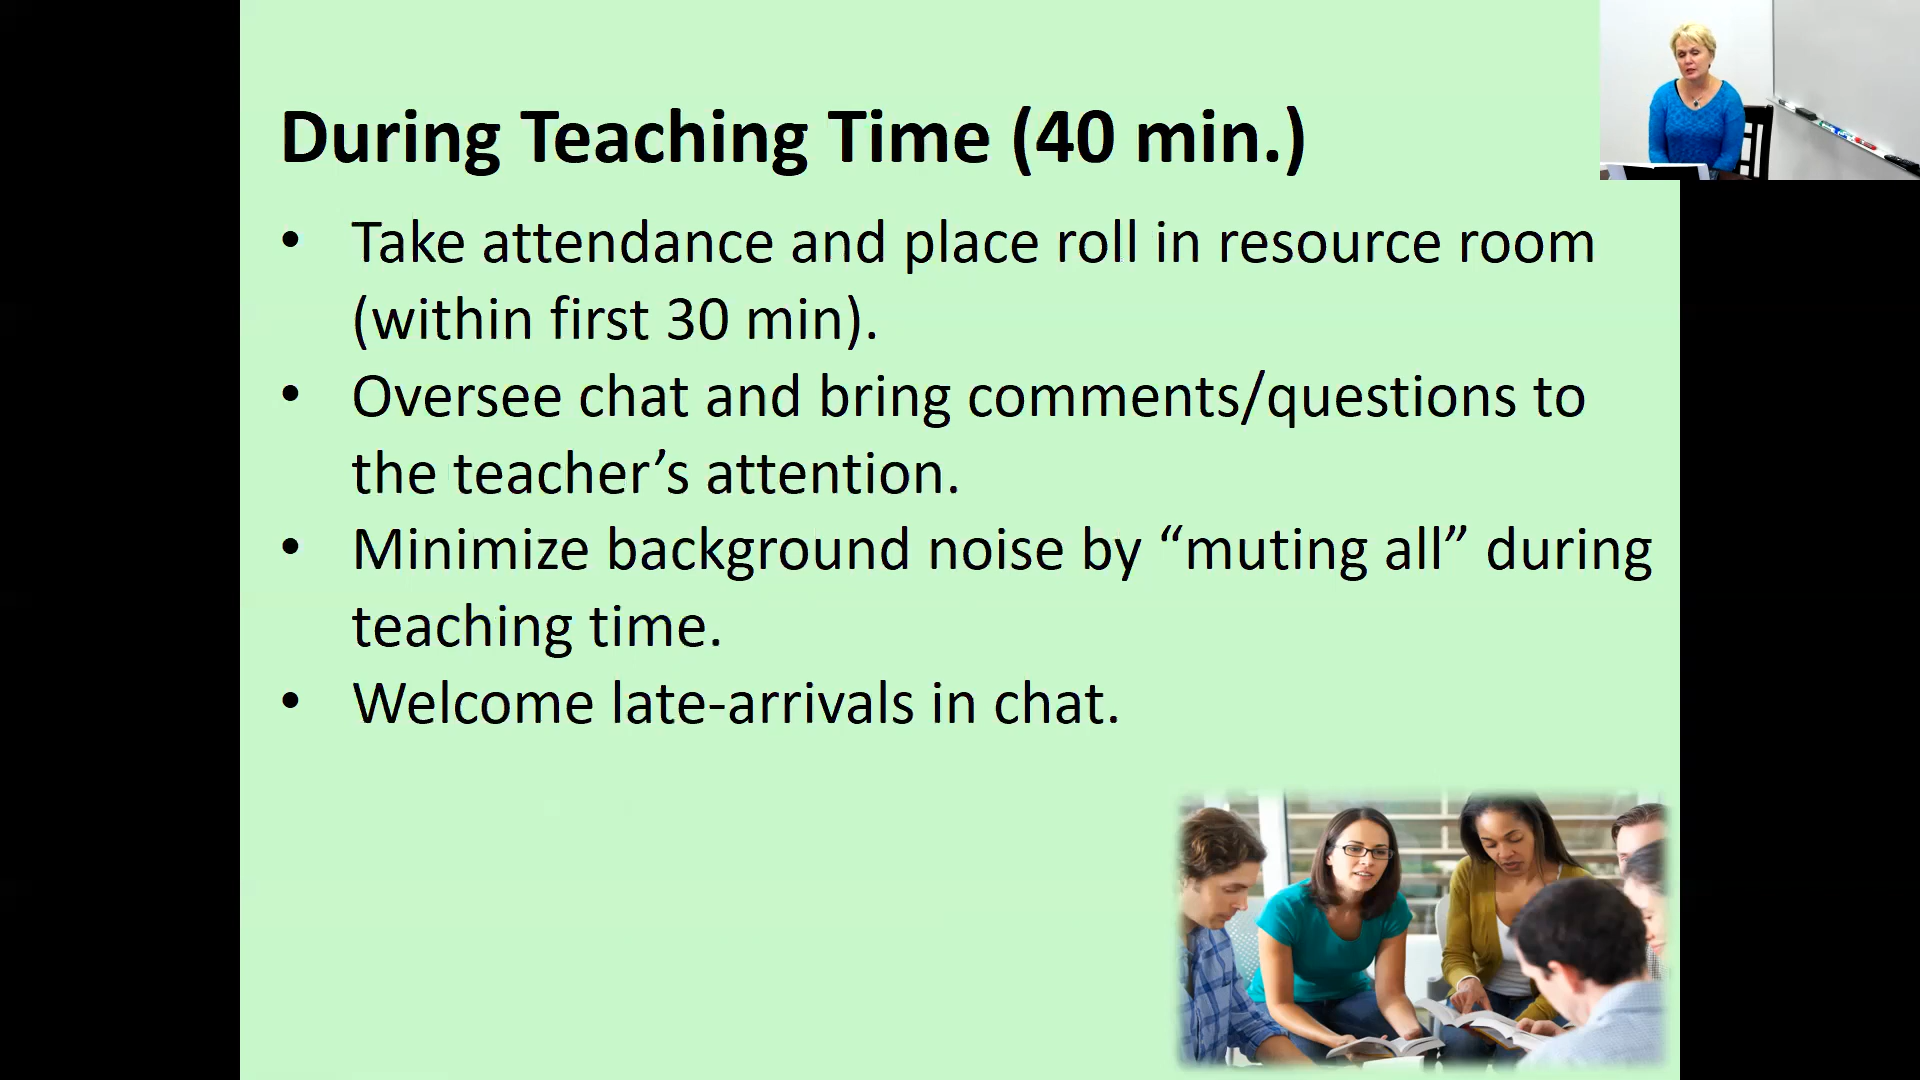 During Teaching Time (40 min.)
• Take attendance and place roll in resource room
(within first 30 min).
• Oversee chat and bring comments/questions to
the teacher’s attention.
• Minimize background noise by “muting all” during
teaching time.
• Welcome late-arrivals in chat.